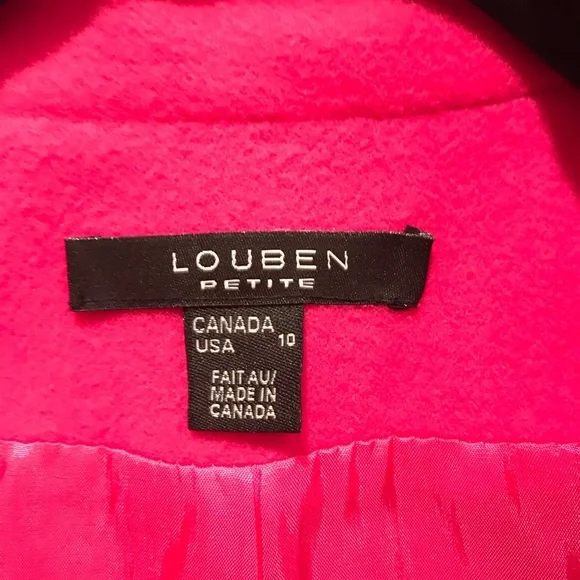 LOUBEN
PETITE
CANADA
USA 10
FAIT AU/
MADE IN
CANADA